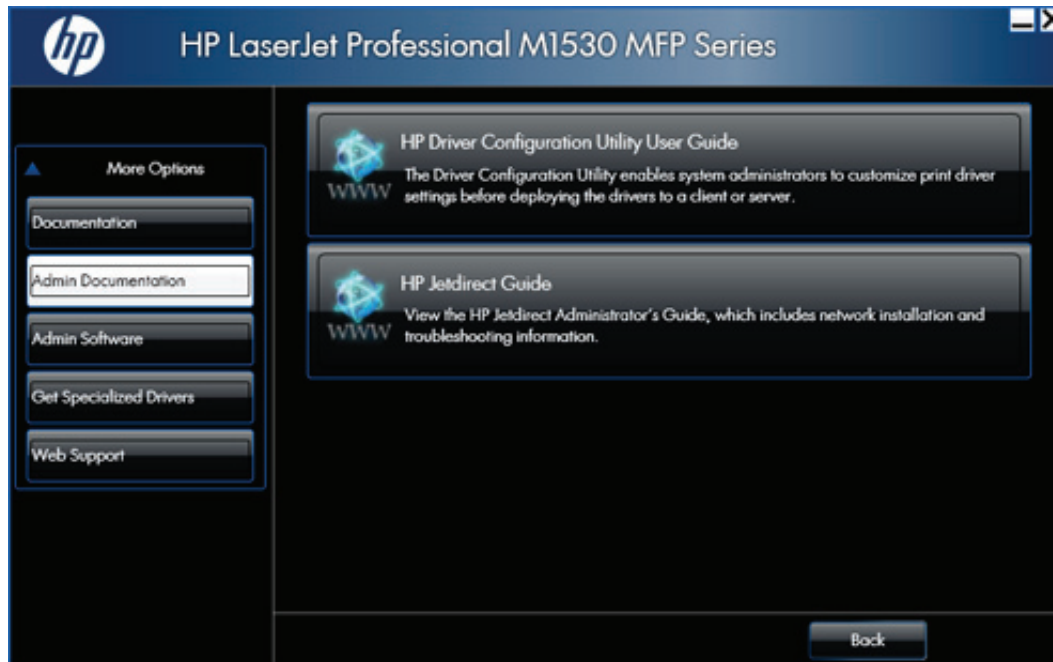 hp
HP LaserJet Professional M1530 MFP Series
More Options
Documentation
Admin Documentation
Admin Software
Get Specialized Drivers
Web Support
www
HP Driver Configuration Utility User Guide
The Driver Configuration Utility enables system administrators to customize print driver
settings before deploying the drivers to a client or server.
www
HP Jetdirect Guide
View the HP Jetdirect Administrator's Guide, which includes network installation and
troubleshooting information.
Back